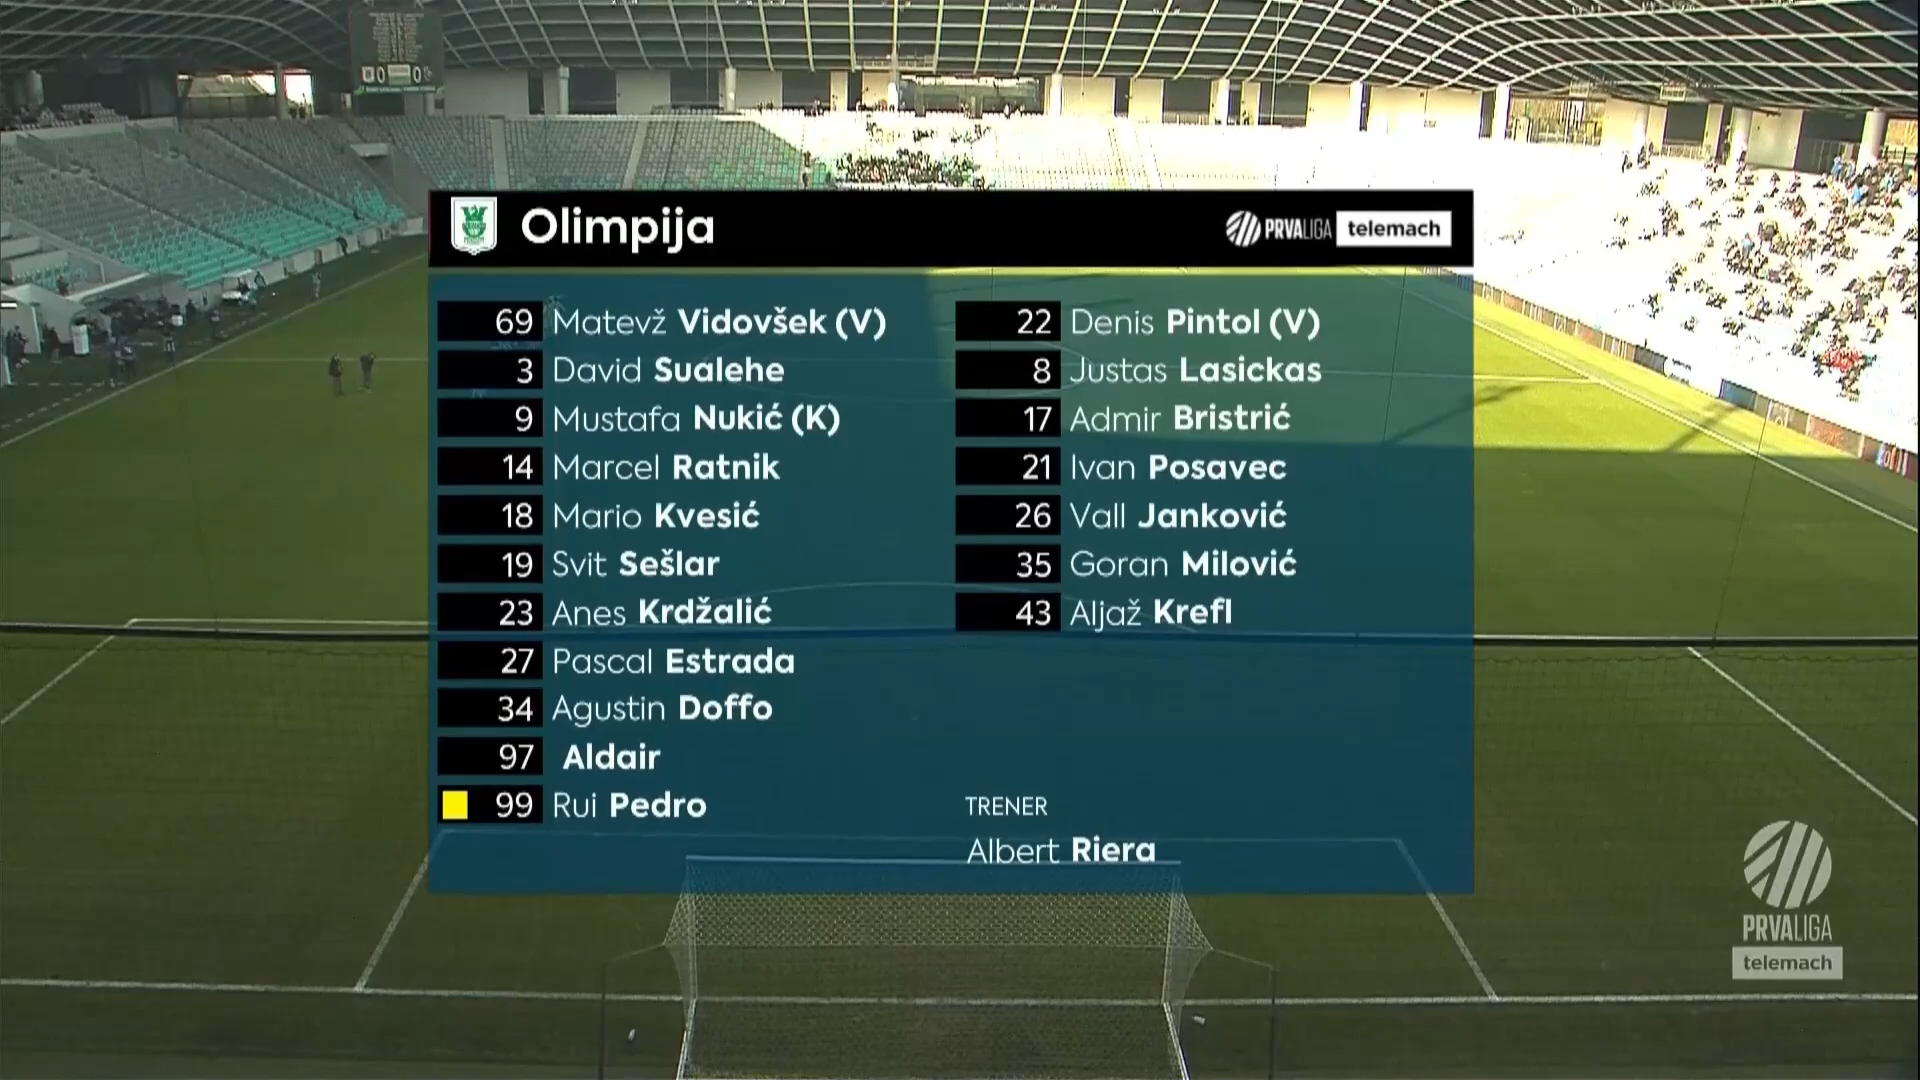 Olimpija
PRVALIGA telemach
69 Matevž Vidovšek (V)
3 David Sualehe
9 Mustafa Nukić (K)
14 Marcel Ratnik
18 Mario Kvesić
19 Svit Sešlar
23 Anes Krdžalić
27 Pascal Estrada
34 Agustin Doffo
97 Aldair
99 Rui Pedro
22 Denis Pintol (V)
8 Justas Lasickas
17 Admir Bristrić
21 Ivan Posavec
26 Vall Janković
35 Goran Milović
43 Aljaž Krefl
TRENER
Albert Riera
PRVALIGA
telemach
0 0